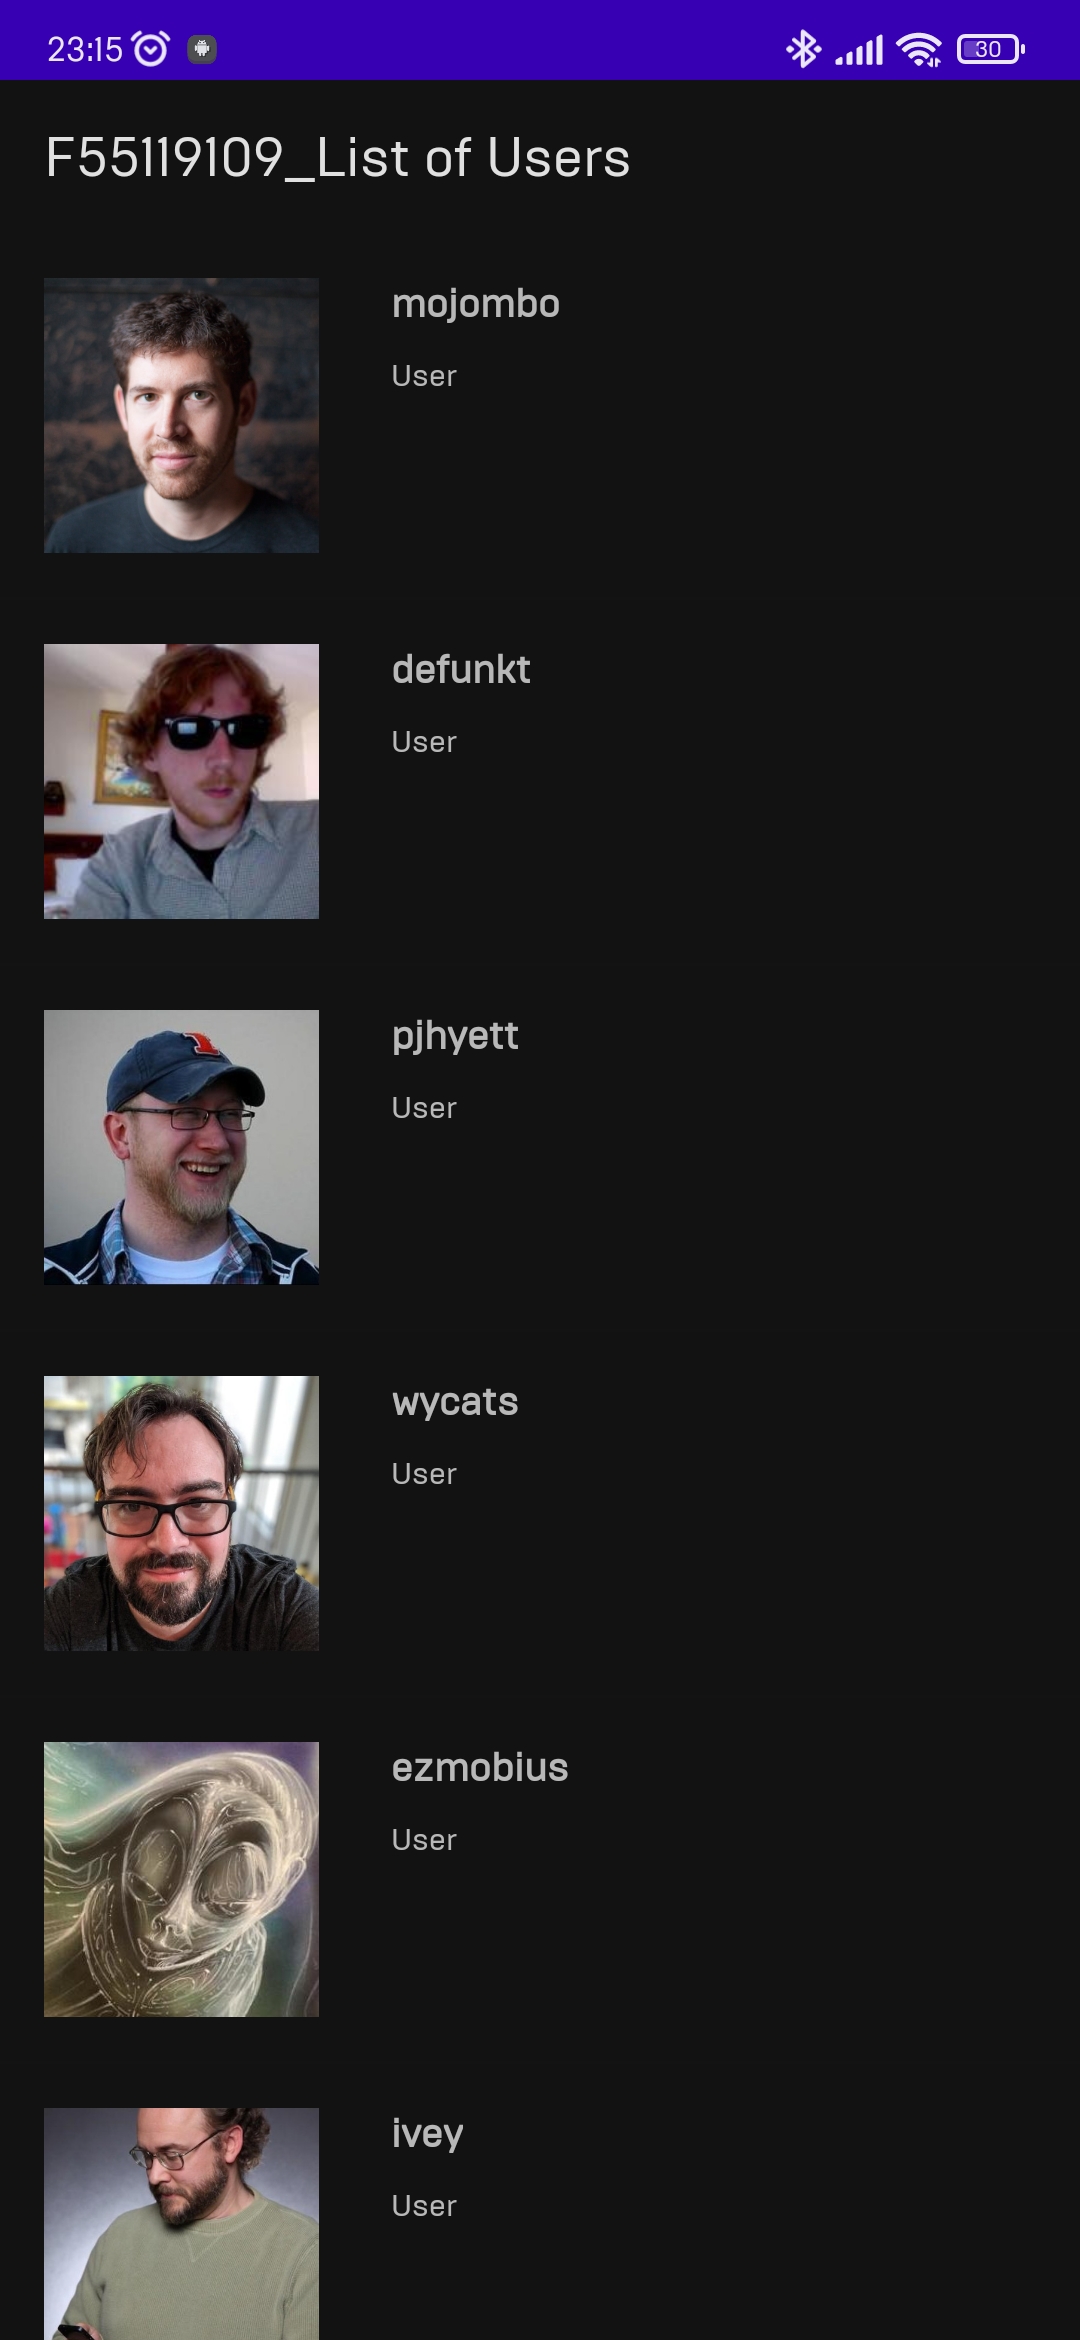 23:15
30
F55119109_List of Users
mojombo
User
defunkt
User
pjhyett
User
wycats
User
ezmobius
User
ivey
User